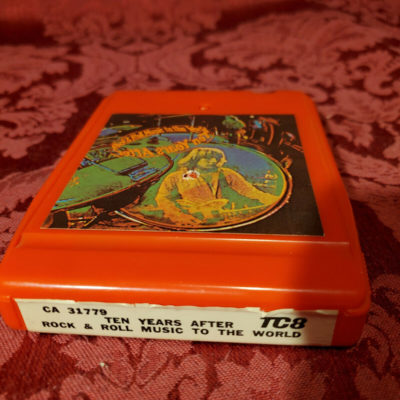 CA 31779
TEN YEARS AFTER TC8
ROCK & ROLL MUSIC TO THE WORLD